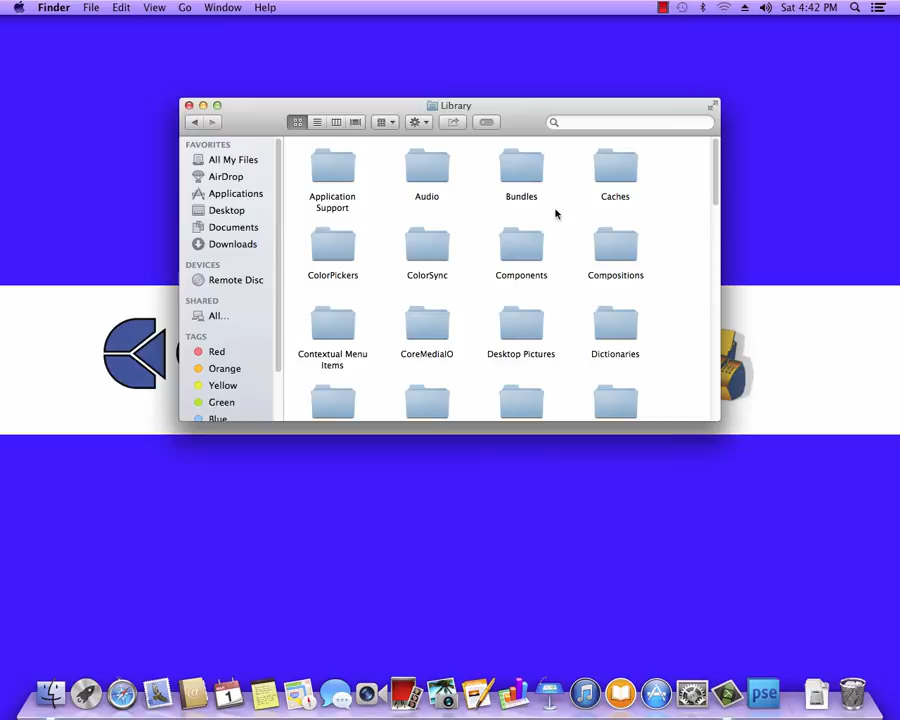 Finder File Edit View Go Window Help Sat 4:42 PM
Library
FAVORITES
All My Files
AirDrop
Applications
Desktop
Documents
Downloads
DEVICES
Remote Disc
SHARED
All...
TAGS
Red
Orange
Yellow
Green
Blue
Application Support
Audio
Bundles
Caches
ColorPickers
ColorSync
Components
Compositions
Contextual Menu Items
CoreMediaIO
Desktop Pictures
Dictionaries
1
pse